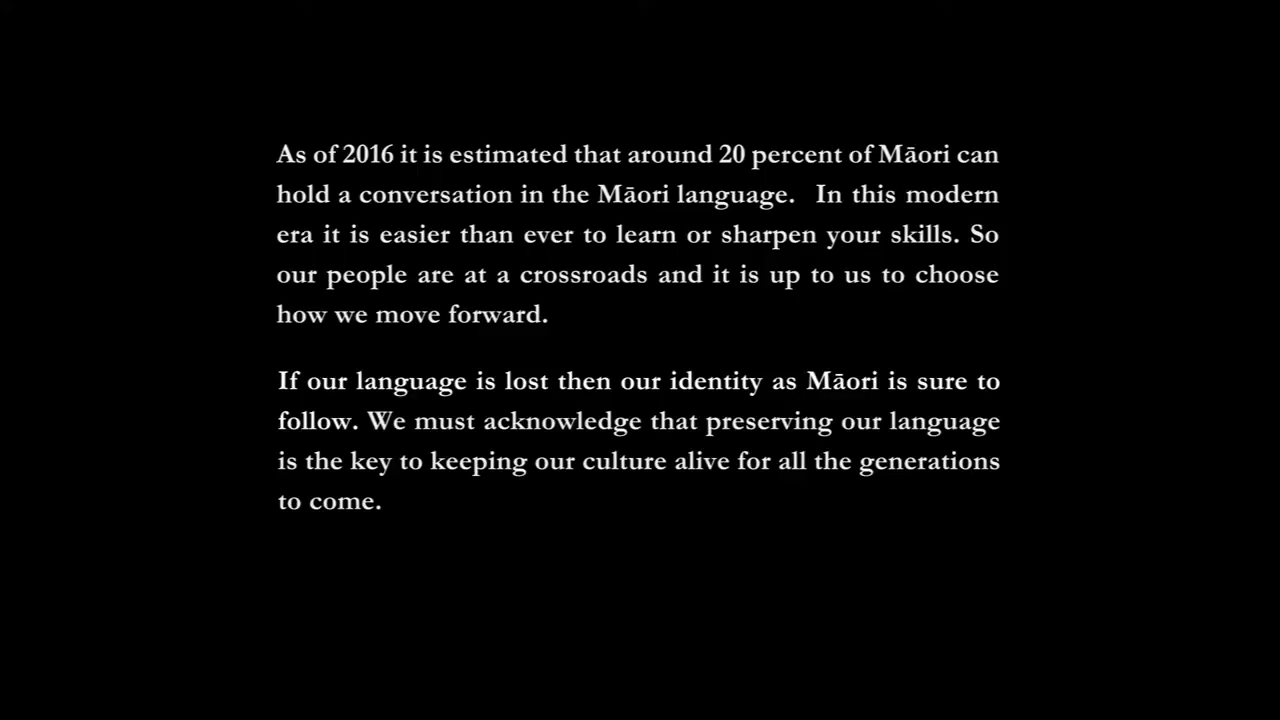 As of 2016 it is estimated that around 20 percent of Māori can
hold a conversation in the Māori language.  In this modern
era it is easier than ever to learn or sharpen your skills. So
our people are at a crossroads and it is up to us to choose
how we move forward.
If our language is lost then our identity as Māori is sure to
follow. We must acknowledge that preserving our language
is the key to keeping our culture alive for all the generations
to come.